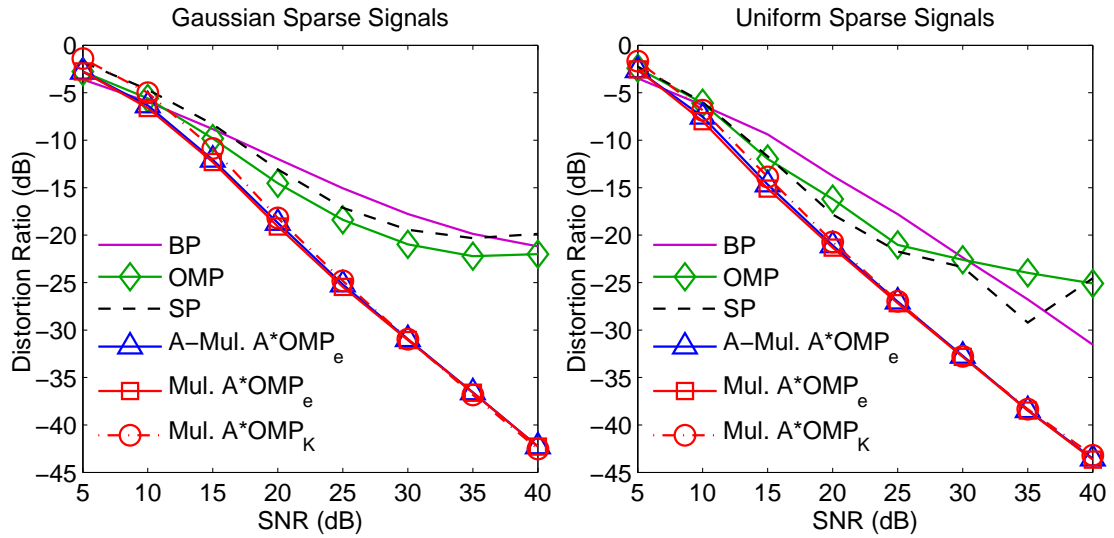 Gaussian Sparse Signals
0
−5
−10
−15
−20
−25
−30
−35
−40
−45
Distortion Ratio (dB)
BP
OMP
SP
A−Mul. A*OMPe
Mul. A*OMPe
Mul. A*OMPK
5 10 15 20 25 30 35 40
SNR (dB)
Uniform Sparse Signals
0
−5
−10
−15
−20
−25
−30
−35
−40
−45
Distortion Ratio (dB)
BP
OMP
SP
A−Mul. A*OMPe
Mul. A*OMPe
Mul. A*OMPK
5 10 15 20 25 30 35 40
SNR (dB)